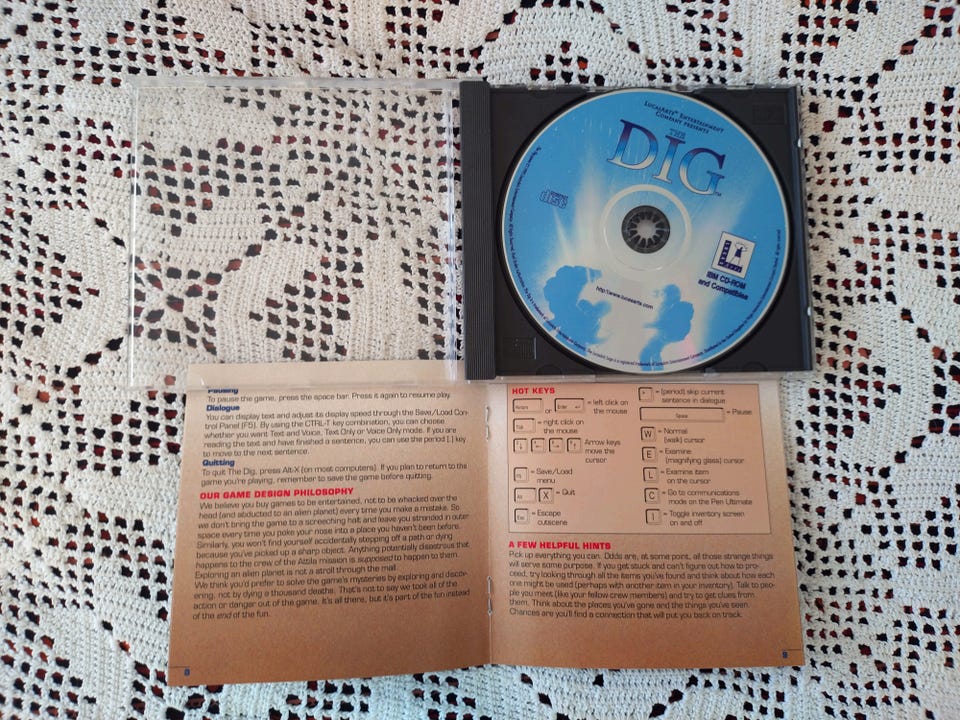 LUCASARTS® ENTERTAINMENT
COMPANY PRESENTS
THE
DIG™
disc
IBM CD-ROM
and Compatibles
http://www.lucasarts.com
Pausing
To pause the game, press the space bar. Press it again to resume play.
Dialogue
You can display text and adjust its display speed through the Save/Load Con-
trol Panel (F5). By using the CTRL-T key combination, you can choose
whether you want Text and Voice, Text Only or Voice Only mode. If you are
reading the text and have finished a sentence, you can use the period [.] key
to move to the next sentence.
Quitting
To quit The Dig, press Alt-X (on most computers). If you plan to return to the
game you're playing, remember to save the game before quitting.
OUR GAME DESIGN PHILOSOPHY
We believe you buy games to be entertained, not to be whacked over the
head (and abducted to an alien planet) every time you make a mistake. So
we don't bring the game to a screeching halt and leave you stranded in outer
space every time you poke your nose into a place you haven't been before.
Similarly, you won't find yourself accidentally stepping off a path or dying
because you've picked up a sharp object. Anything potentially disastrous that
happens to the crew of the Attila mission is supposed to happen to them.
Exploring an alien planet is not a stroll through the mall.
We think you'd prefer to solve the game's mysteries by exploring and discov-
ering, not by dying a thousand deaths. That's not to say we took all of the
action or danger out of the game. It's all there, but it's part of the fun instead
of the end of the fun.
8
HOT KEYS
Return or Enter = left click on
the mouse
Tab = right click on
the mouse
↓ ← → ↑ Arrow keys
move the
cursor
F5 = Save/Load
menu
Alt X = Quit
Esc = Escape
cutscene
. = (period) skip current
sentence in dialogue
Space = Pause
W = Normal
(walk) cursor
E = Examine
(magnifying glass) cursor
L = Examine item
on the cursor
C = Go to communications
mode on the Pen Ultimate
I = Toggle inventory screen
on and off
A FEW HELPFUL HINTS
Pick up everything you can. Odds are, at some point, all those strange things
will serve some purpose. If you get stuck and can't figure out how to pro-
ceed, try looking through all the items you've found and think about how each
one might be used (perhaps with another item in your inventory). Talk to peo-
ple you meet (like your fellow crew members) and try to get clues from
them. Think about the places you've gone and the things you've seen.
Chances are you'll find a connection that will put you back on track.